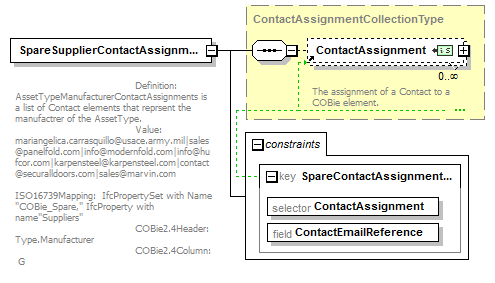 ContactAssignmentCollectionType
SpareSupplierContactAssignm...
ContactAssignment
is
0..∞
The assignment of a Contact to a
COBie element.
...
Definition:
AssetTypeManufacturerContactAssignments is
a list of Contact elements that reprsent the
manufactrer of the AssetType.
Value:
mariangelica.carrasquillo@usace.army.mil|sales
@panelfold.com|info@modernfold.com|info@hu
fcor.com|karpensteel@karpensteel.com|contact
@securalldoors.com|sales@marvin.com
ISO16739Mapping: IfcPropertySet with Name
"COBie_Spare," IfcProperty with
name"Suppliers"
COBie2.4Header:
Type.Manufacturer
COBie2.4Column:
G
constraints
key SpareContactAssignment...
selector ContactAssignment
field ContactEmailReference